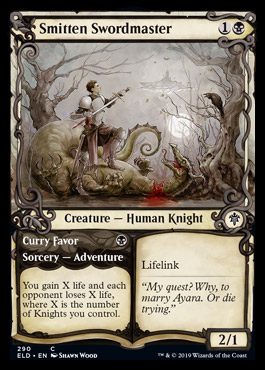 Smitten Swordmaster 1
Creature — Human Knight
Curry Favor
Sorcery — Adventure
You gain X life and each
opponent loses X life,
where X is the number
of Knights you control.
Lifelink
“My quest? Why, to
marry Ayara. Or die
trying.”
2/1
290 C
ELD • EN Shawn Wood
™ & © 2019 Wizards of the Coast